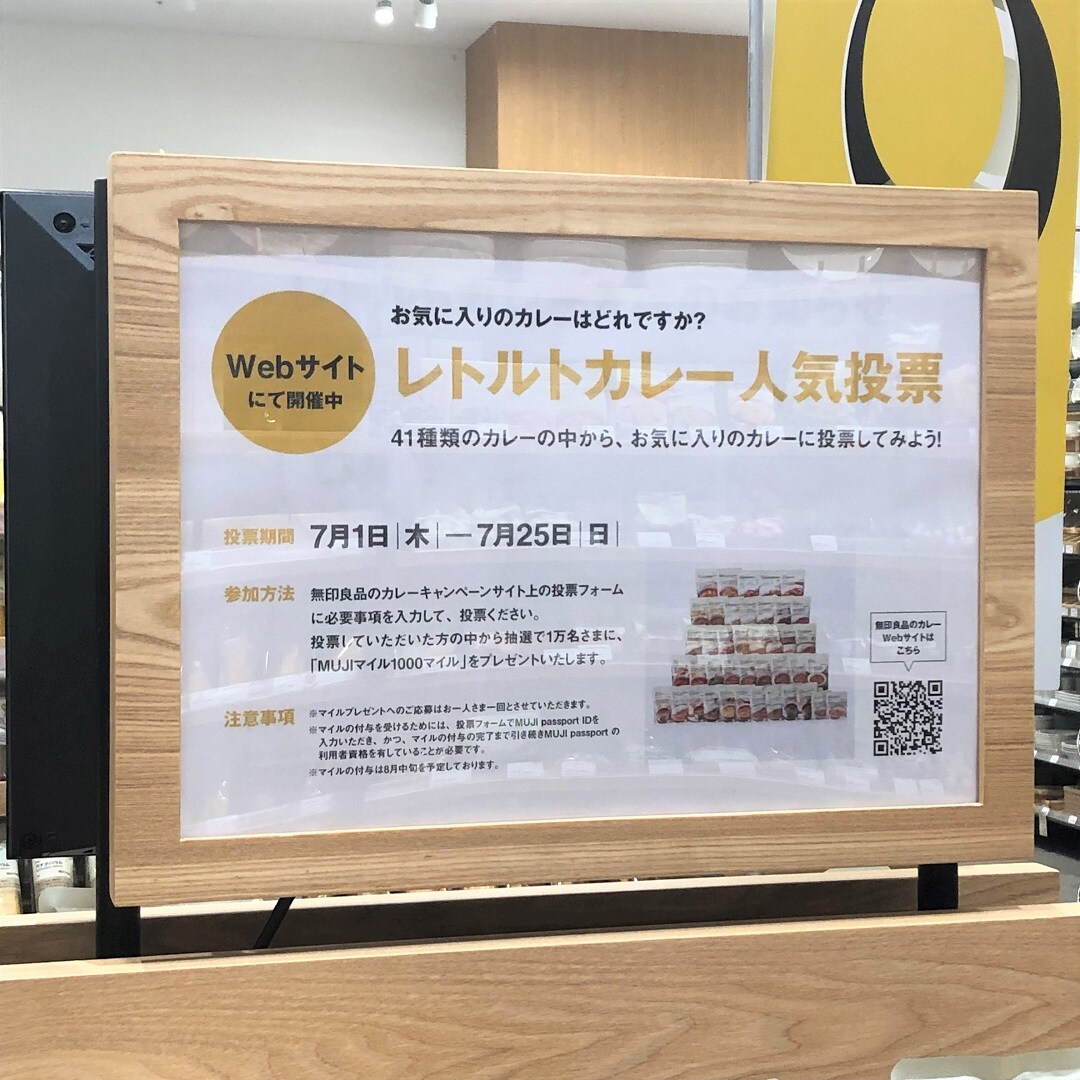 お気に入りのカレーはどれですか?
Webサイト
にて開催中
レトルトカレー人気投票
41種類のカレーの中から、お気に入りのカレーに投票してみよう!
投票期間 7月1日|木|—7月25日|日|
参加方法 無印良品のカレーキャンペーンサイト上の投票フォーム
に必要事項を入力して、投票ください。
投票していただいた方の中から抽選で1万名さまに、
「MUJIマイル1000マイル」をプレゼントいたします。
無印良品のカレー
Webサイトは
こちら
注意事項 ※マイルプレゼントへのご応募はお一人さま一回とさせていただきます。
※マイルの付与を受けるためには、投票フォームでMUJI passport IDを
入力いただき、かつ、マイルの付与の完了まで引き続きMUJI passport の
利用者資格を有していることが必要です。
※マイルの付与は8月中旬を予定しております。